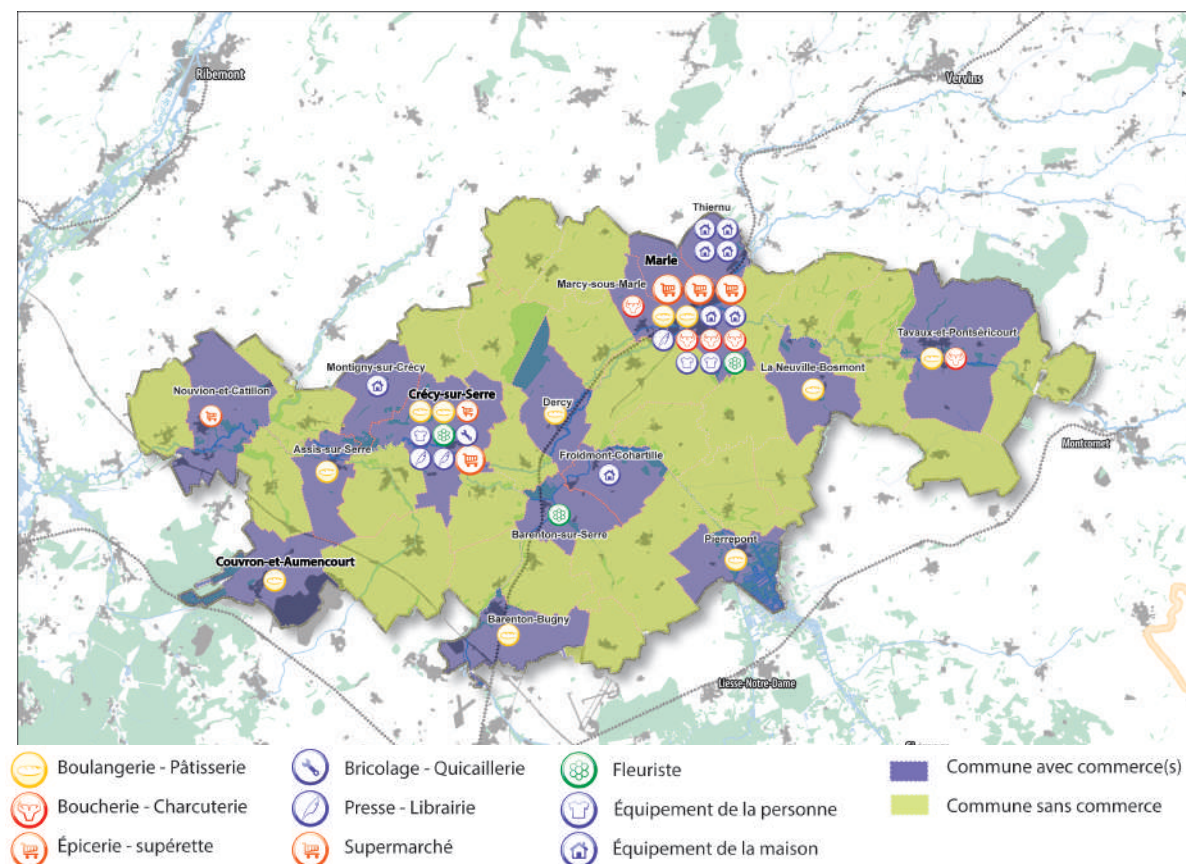 Ribemont
Vervins
Thiernu
Marle
Marcy-sous-Marle
Tavaux-et-Pontséricourt
Montigny-sur-Crécy
La Neuville-Bosmont
Nouvion-et-Catillon
Crécy-sur-Serre
Dercy
Montcornet
Assis-sur Serre
Froidmont-Cohartille
Barenton-sur-Serre
Pierrepont
Couvron-et-Aumencourt
Barenton-Bugny
Liesse-Notre-Dame
Boulangerie - Pâtisserie
Bricolage - Quicaillerie
Fleuriste
Commune avec commerce(s)
Boucherie - Charcuterie
Presse - Librairie
Équipement de la personne
Commune sans commerce
Épicerie - supérette
Supermarché
Équipement de la maison